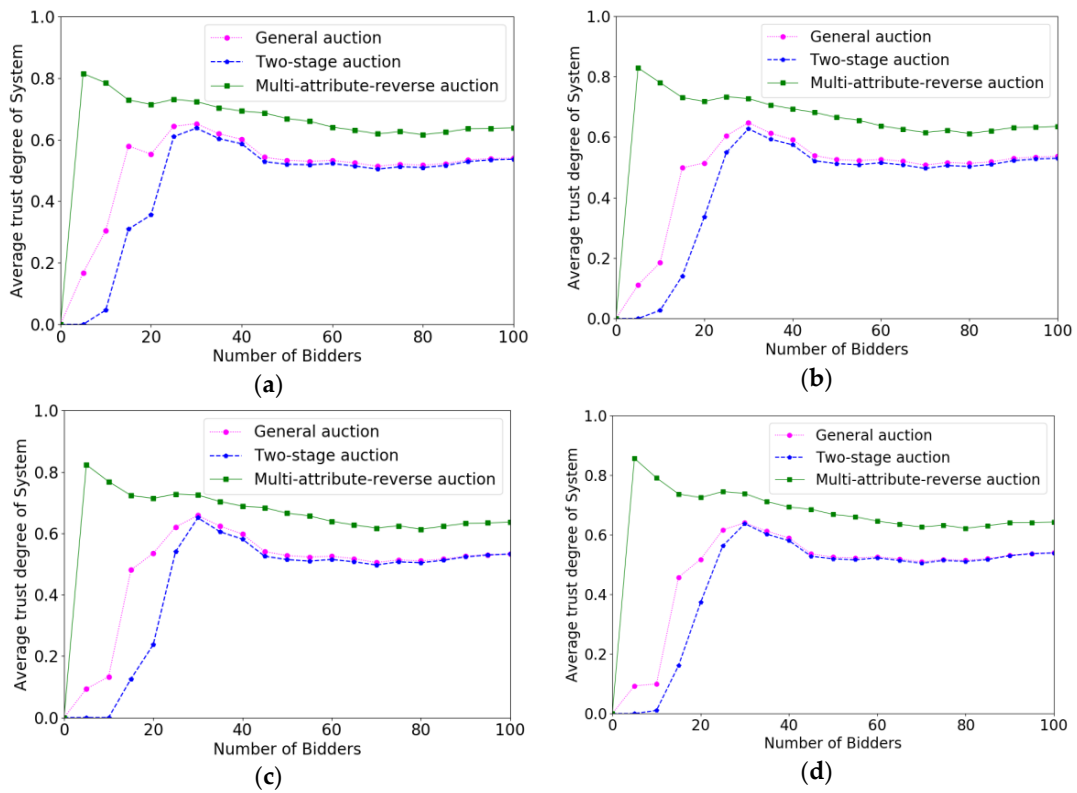 1.0
0.8
0.6
0.4
0.2
0.0
Average trust degree of System
General auction
Two-stage auction
Multi-attribute-reverse auction
0 20 40 60 80 100
Number of Bidders
(a)
1.0
0.8
0.6
0.4
0.2
0.0
Average trust degree of System
General auction
Two-stage auction
Multi-attribute-reverse auction
0 20 40 60 80 100
Number of Bidders
(b)
1.0
0.8
0.6
0.4
0.2
0.0
Average trust degree of System
General auction
Two-stage auction
Multi-attribute-reverse auction
0 20 40 60 80 100
Number of Bidders
(c)
1.0
0.8
0.6
0.4
0.2
0.0
Average trust degree of System
General auction
Two-stage auction
Multi-attribute-reverse auction
0 20 40 60 80 100
Number of Bidders
(d)